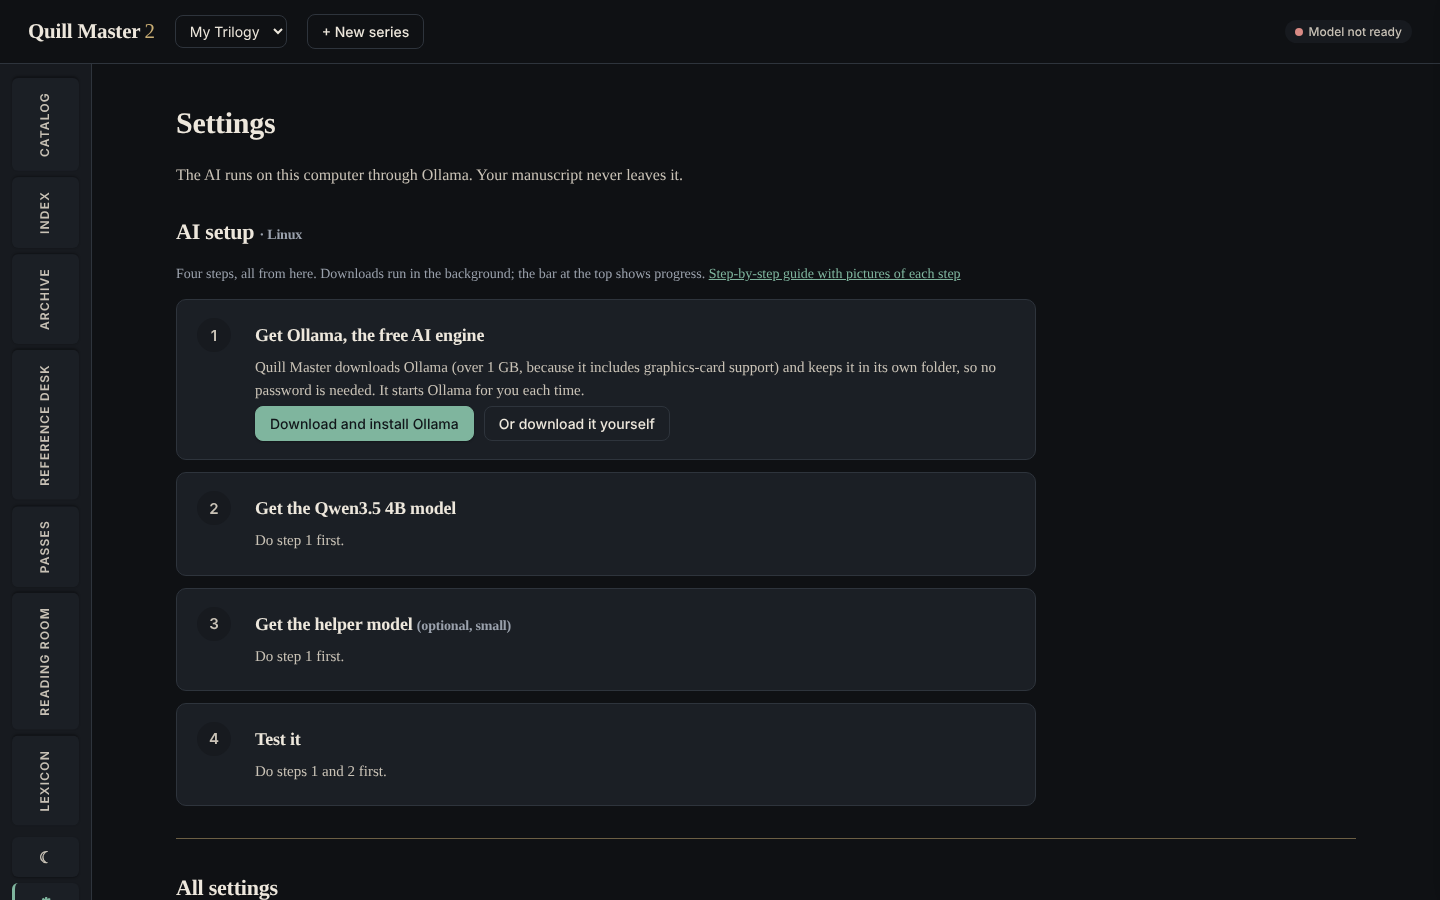 Quill Master 2
My Trilogy
+ New series
Model not ready
CATALOG
INDEX
ARCHIVE
REFERENCE DESK
PASSES
READING ROOM
LEXICON
Settings
The AI runs on this computer through Ollama. Your manuscript never leaves it.
AI setup · Linux
Four steps, all from here. Downloads run in the background; the bar at the top shows progress. Step-by-step guide with pictures of each step
1
Get Ollama, the free AI engine
Quill Master downloads Ollama (over 1 GB, because it includes graphics-card support) and keeps it in its own folder, so no
password is needed. It starts Ollama for you each time.
Download and install Ollama
Or download it yourself
2
Get the Qwen3.5 4B model
Do step 1 first.
3
Get the helper model (optional, small)
Do step 1 first.
4
Test it
Do steps 1 and 2 first.
All settings